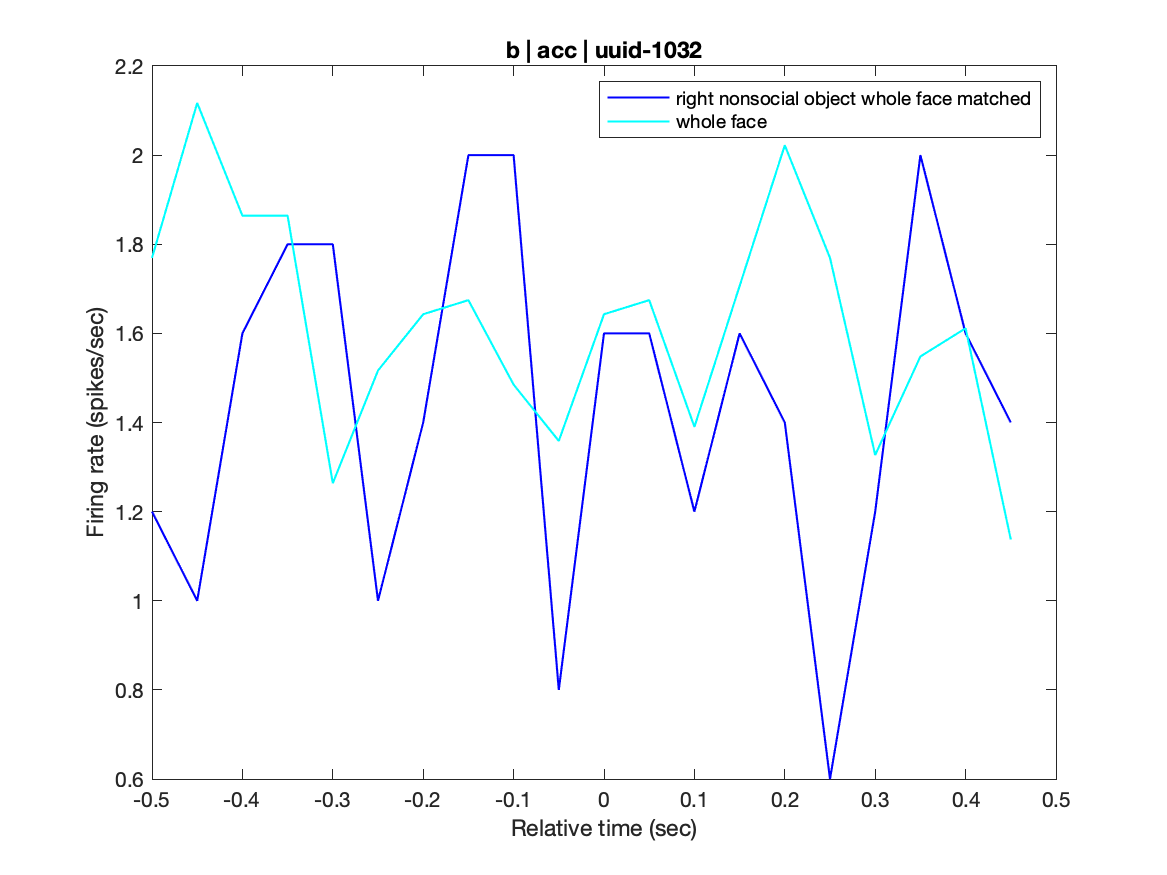 b | acc | uuid-1032
right nonsocial object whole face matched
whole face
Firing rate (spikes/sec)
2.2
2
1.8
1.6
1.4
1.2
1
0.8
0.6
-0.5 -0.4 -0.3 -0.2 -0.1 0 0.1 0.2 0.3 0.4 0.5
Relative time (sec)